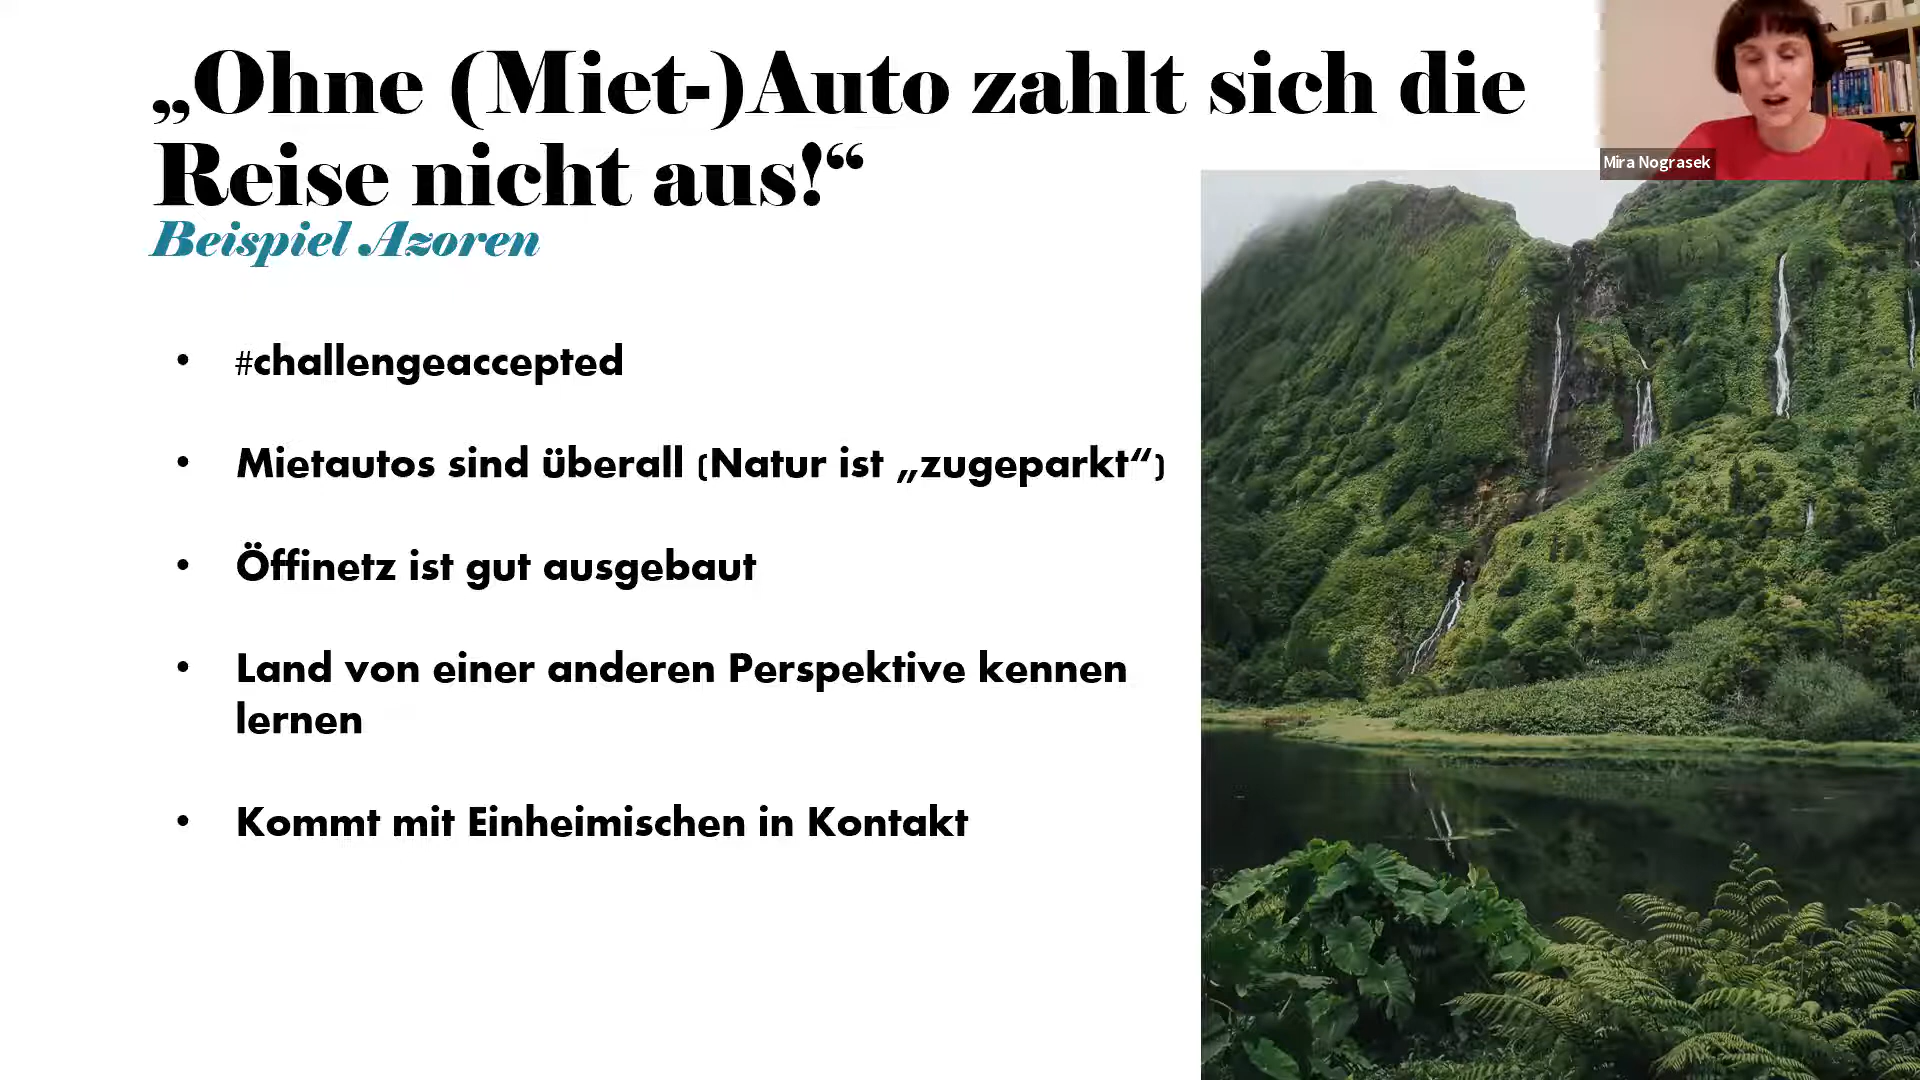 „Ohne (Miet-)Auto zahlt sich die
Reise nicht aus!“
Beispiel Azoren
• #challengeaccepted
• Mietautos sind überall (Natur ist „zugeparkt“)
• Öffinetz ist gut ausgebaut
• Land von einer anderen Perspektive kennen
lernen
• Kommt mit Einheimischen in Kontakt
Mira Nograsek